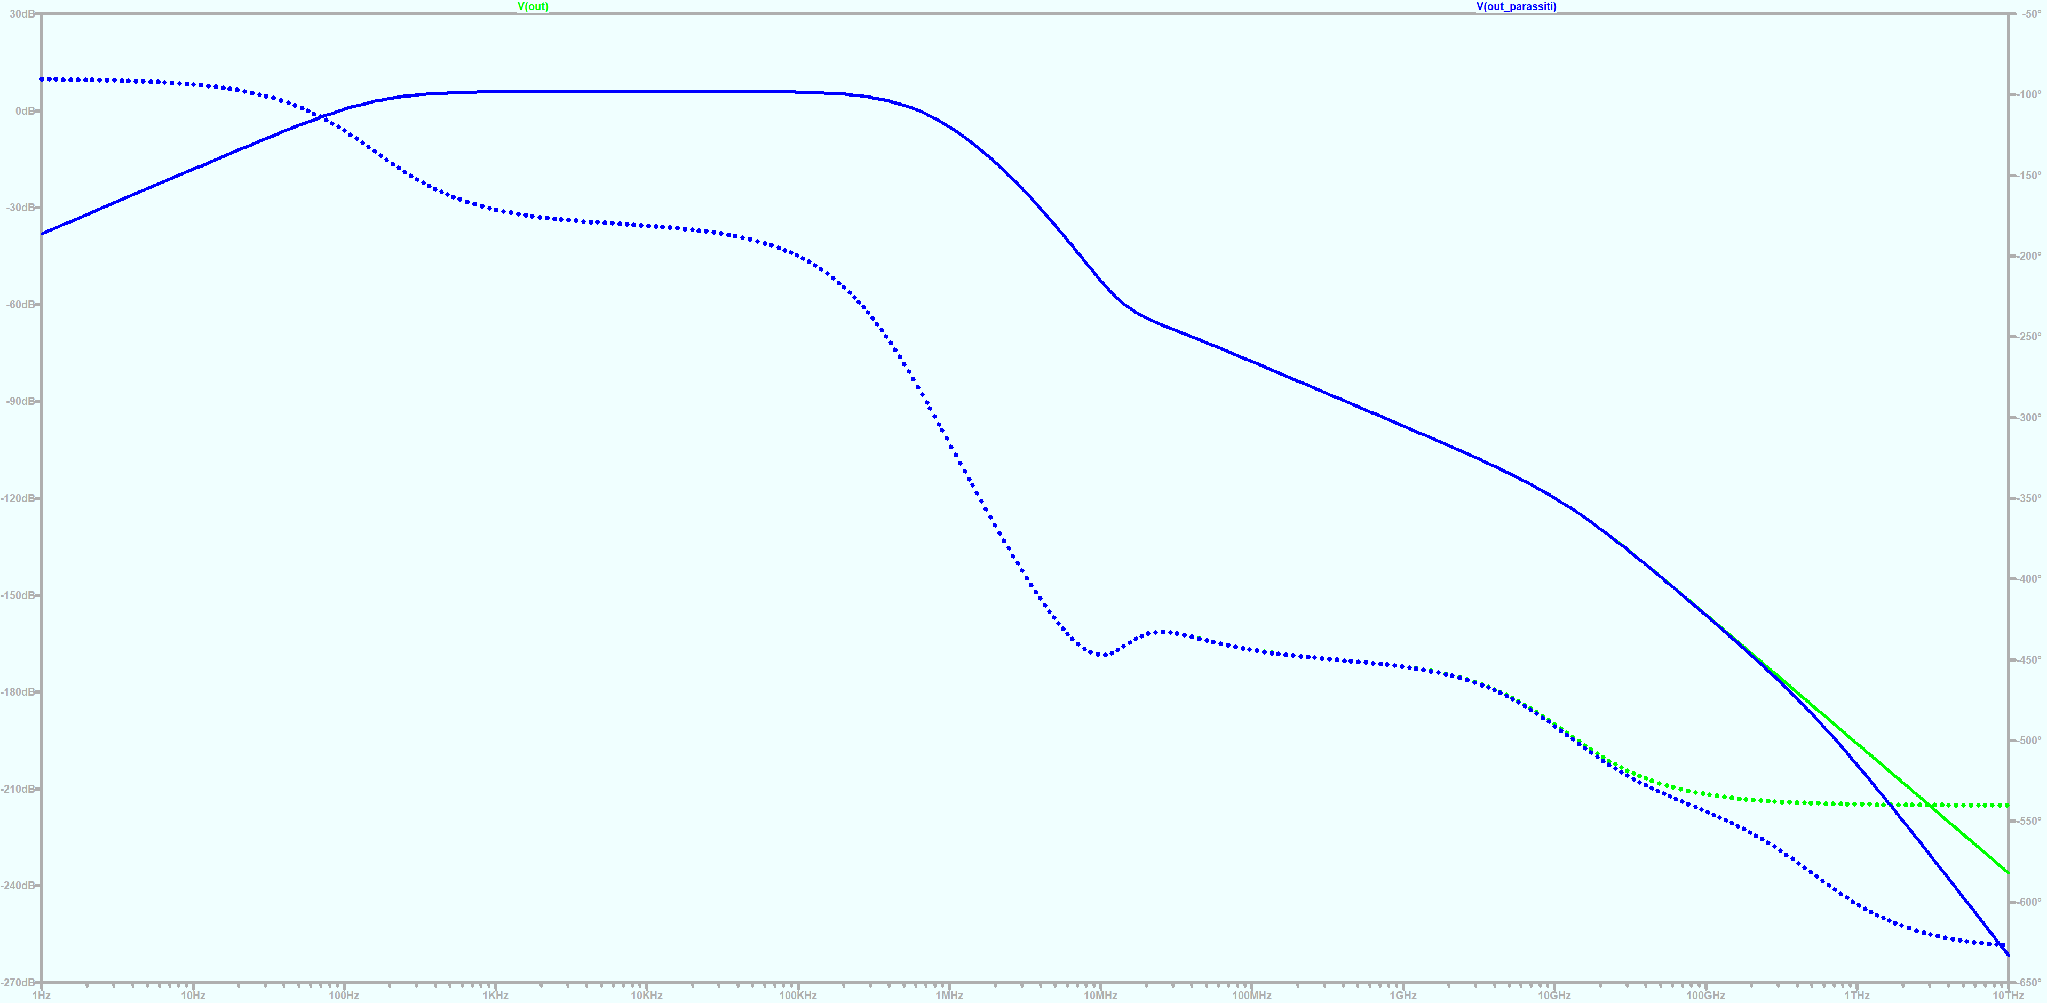 V(out) V(out_parassiti)
30dB -50°
0dB -100°
-30dB -150°
-60dB -200°
-90dB -250°
-120dB -300°
-150dB -350°
-180dB -400°
-210dB -450°
-240dB -500°
-270dB -550°
-600°
-650°
1Hz 10Hz 100Hz 1KHz 10KHz 100KHz 1MHz 10MHz 100MHz 1GHz 10GHz 100GHz 1THz 10THz